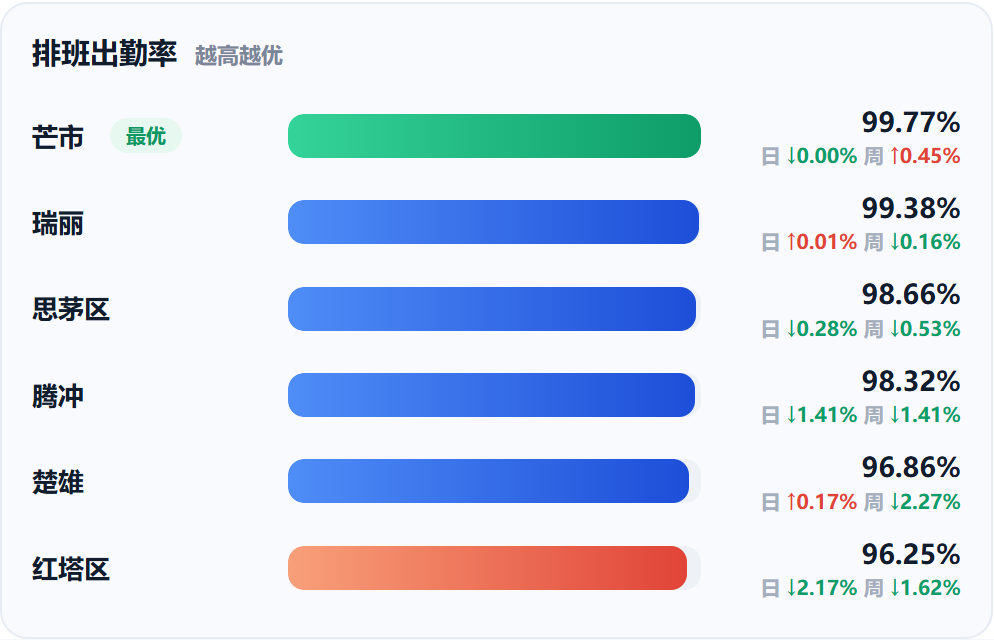 排班出勤率 越高越优
芒市 最优 99.77%
日 ↓0.00% 周 ↑0.45%
瑞丽 99.38%
日 ↑0.01% 周 ↓0.16%
思茅区 98.66%
日 ↓0.28% 周 ↓0.53%
腾冲 98.32%
日 ↓1.41% 周 ↓1.41%
楚雄 96.86%
日 ↑0.17% 周 ↓2.27%
红塔区 96.25%
日 ↓2.17% 周 ↓1.62%